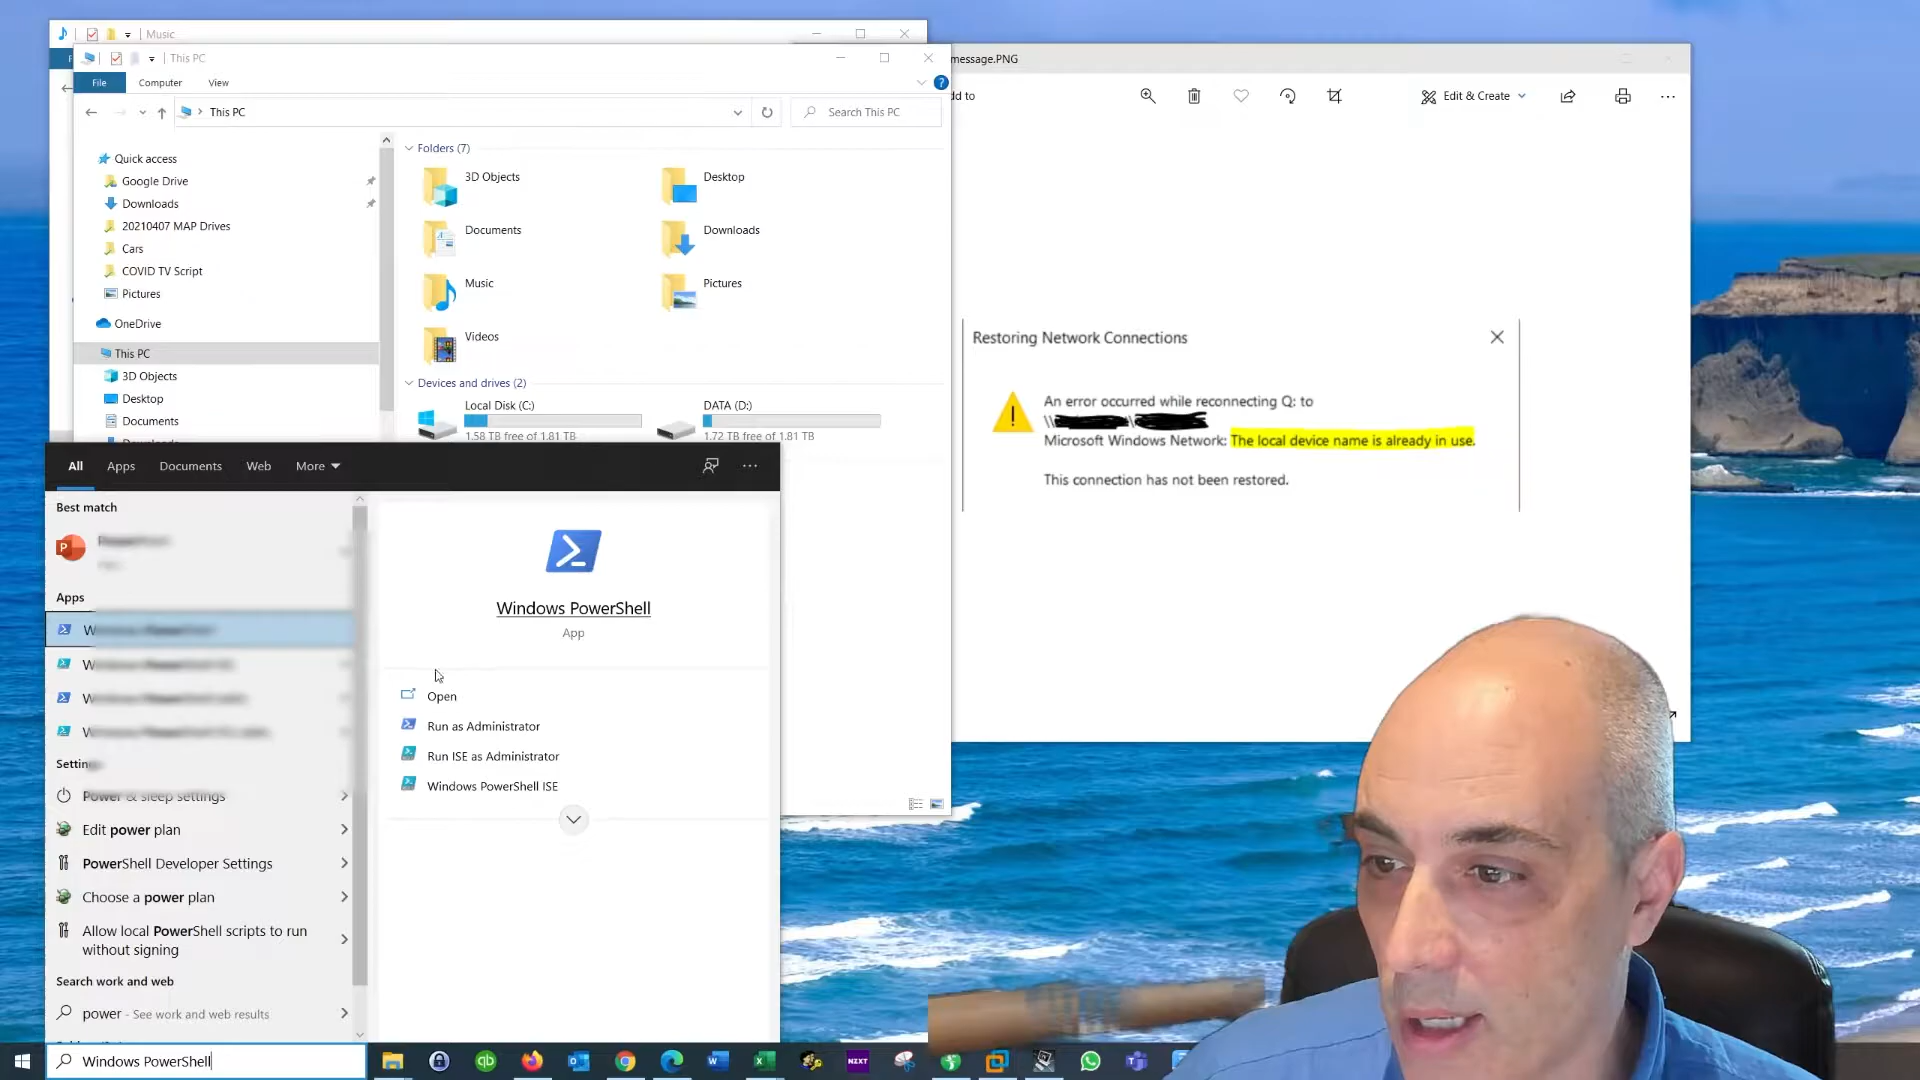 Music
This PC
message.PNG
File
Computer
View
?
dd to
Edit & Create
This PC
Search This PC
Quick access
Google Drive
Downloads
20210407 MAP Drives
Cars
COVID TV Script
Pictures
OneDrive
This PC
3D Objects
Desktop
Documents
Folders (7)
3D Objects
Desktop
Documents
Downloads
Music
Pictures
Videos
Devices and drives (2)
Local Disk (C:)
1.58 TB free of 1.81 TB
DATA (D:)
1.72 TB free of 1.81 TB
Restoring Network Connections
An error occurred while reconnecting Q: to
\\
Microsoft Windows Network: The local device name is already in use.
This connection has not been restored.
All
Apps
Documents
Web
More
Best match
Apps
Settings
Power & sleep settings
Edit power plan
PowerShell Developer Settings
Choose a power plan
Allow local PowerShell scripts to run
without signing
Search work and web
power - See work and web results
Windows PowerShell
App
Open
Run as Administrator
Run ISE as Administrator
Windows PowerShell ISE
Windows PowerShell
NZXT